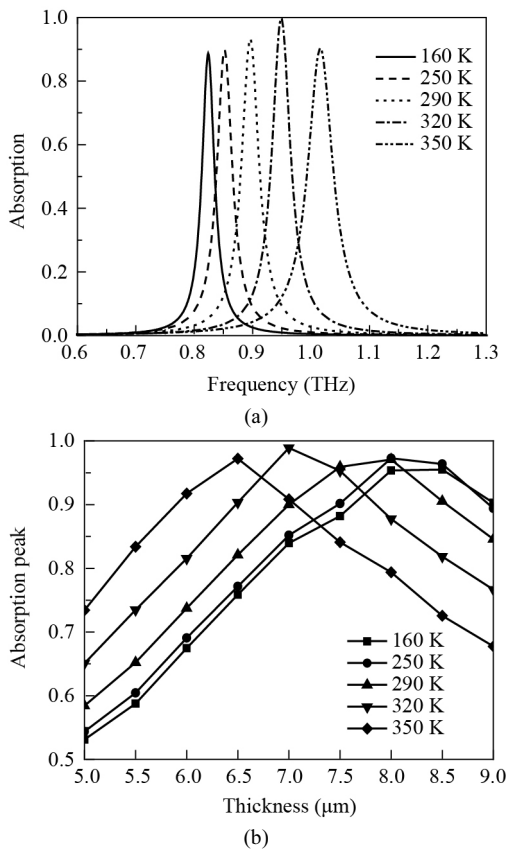 1.0
0.8
0.6
0.4
0.2
0.0
Absorption
160 K
250 K
290 K
320 K
350 K
0.6 0.7 0.8 0.9 1.0 1.1 1.2 1.3
Frequency (THz)
(a)
1.0
0.9
0.8
0.7
0.6
0.5
Absorption peak
160 K
250 K
290 K
320 K
350 K
5.0 5.5 6.0 6.5 7.0 7.5 8.0 8.5 9.0
Thickness (μm)
(b)